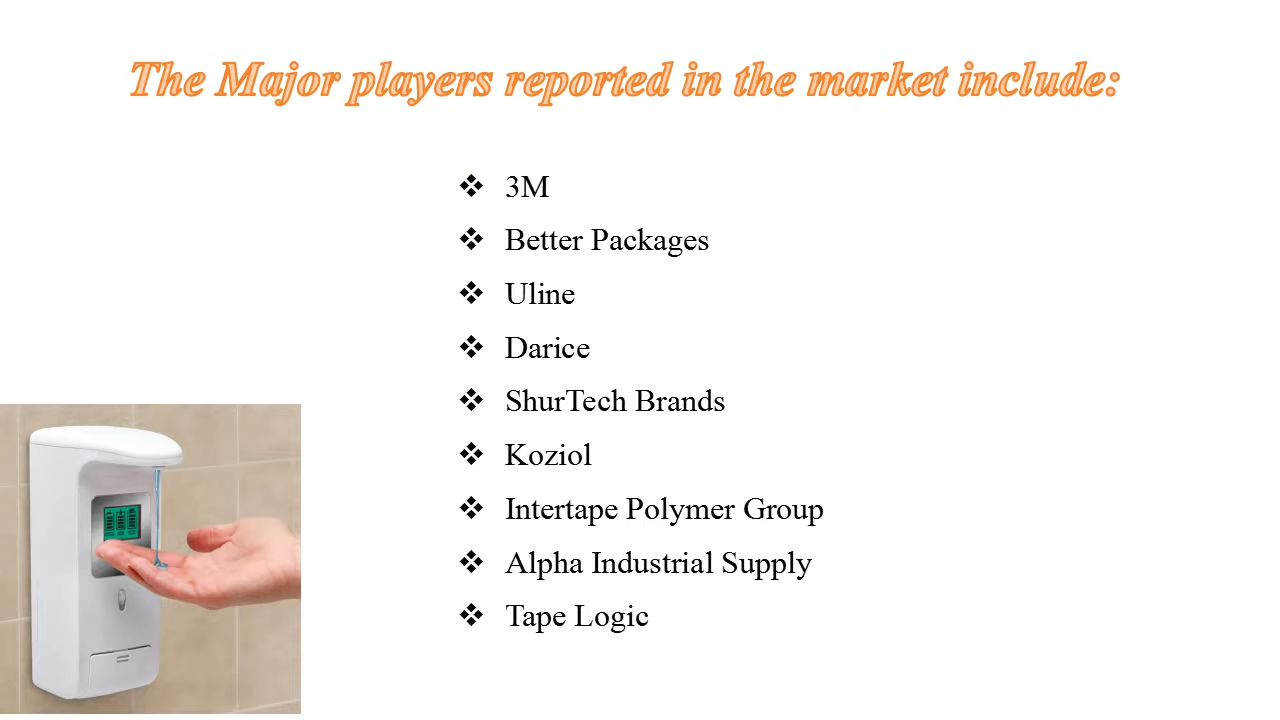 The Major players reported in the market include:
❖ 3M
❖ Better Packages
❖ Uline
❖ Darice
❖ ShurTech Brands
❖ Koziol
❖ Intertape Polymer Group
❖ Alpha Industrial Supply
❖ Tape Logic